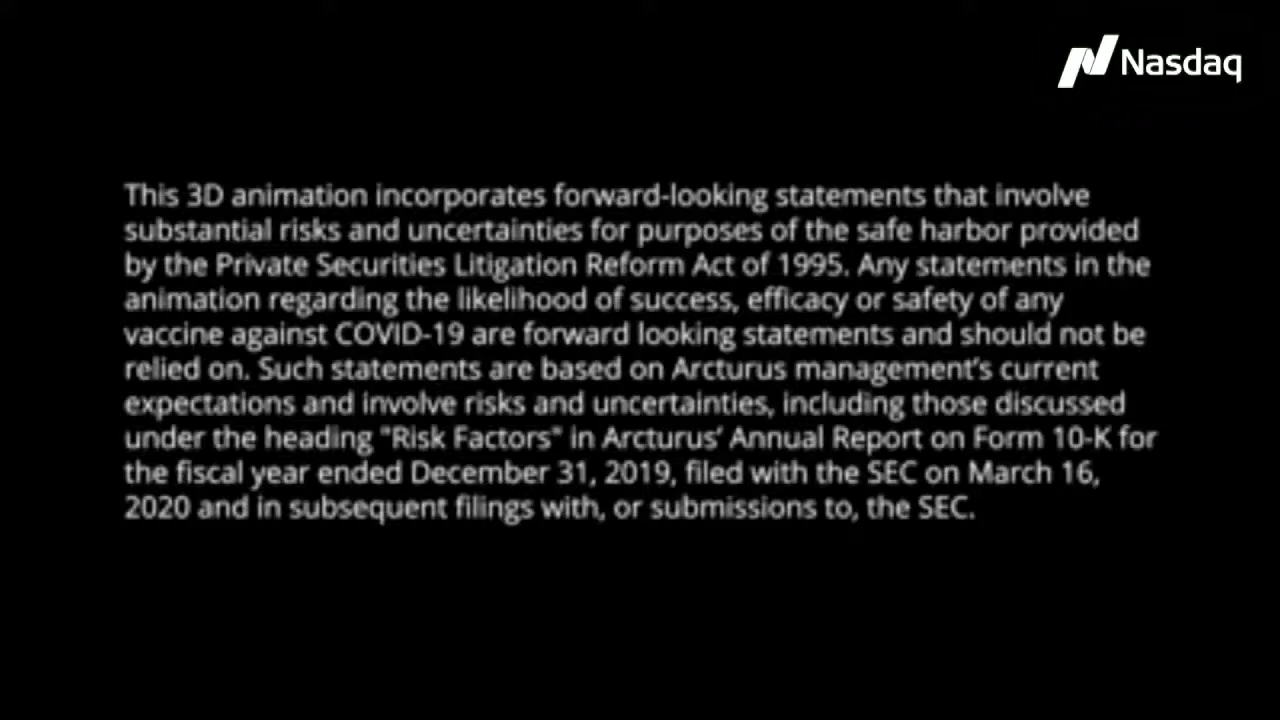 Nasdaq
This 3D animation incorporates forward-looking statements that involve
substantial risks and uncertainties for purposes of the safe harbor provided
by the Private Securities Litigation Reform Act of 1995. Any statements in the
animation regarding the likelihood of success, efficacy or safety of any
vaccine against COVID-19 are forward looking statements and should not be
relied on. Such statements are based on Arcturus management's current
expectations and involve risks and uncertainties, including those discussed
under the heading "Risk Factors" in Arcturus’ Annual Report on Form 10-K for
the fiscal year ended December 31, 2019, filed with the SEC on March 16,
2020 and in subsequent filings with, or submissions to, the SEC.